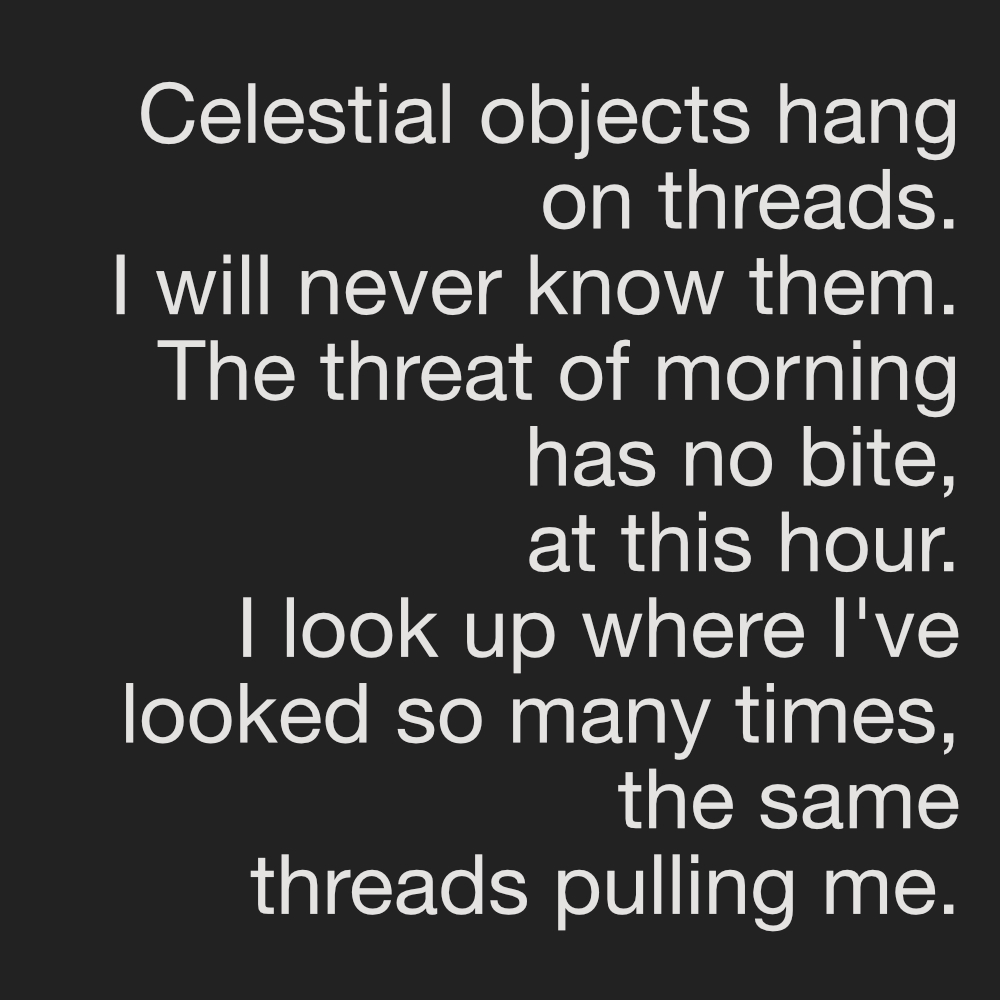 Celestial objects hang
on threads.
I will never know them.
The threat of morning
has no bite,
at this hour.
I look up where I've
looked so many times,
the same
threads pulling me.